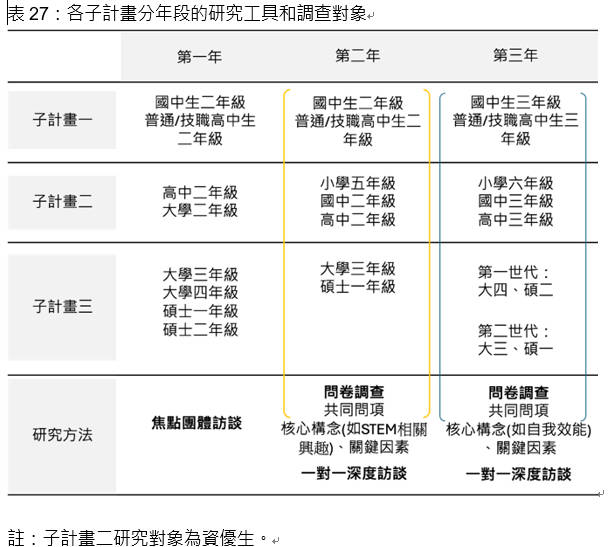 表 27：各子計畫分年段的研究工具和調查對象
第一年 第二年 第三年
子計畫一
國中生二年級
普通/技職高中生
二年級
國中生二年級
普通/技職高中生二
年級
國中生三年級
普通/技職高中生三
年級
子計畫二
高中二年級
大學二年級
小學五年級
國中二年級
高中二年級
小學六年級
國中三年級
高中三年級
子計畫三
大學三年級
大學四年級
碩士一年級
碩士二年級
大學三年級
碩士一年級
第一世代：
大四、碩二
第二世代：
大三、碩一
研究方法
焦點團體訪談
問卷調查
共同問項
核心構念(如STEM相關
興趣)、關鍵因素
一對一深度訪談
問卷調查
共同問項
核心構念(如自我效能)
、關鍵因素
一對一深度訪談
註：子計畫二研究對象為資優生。